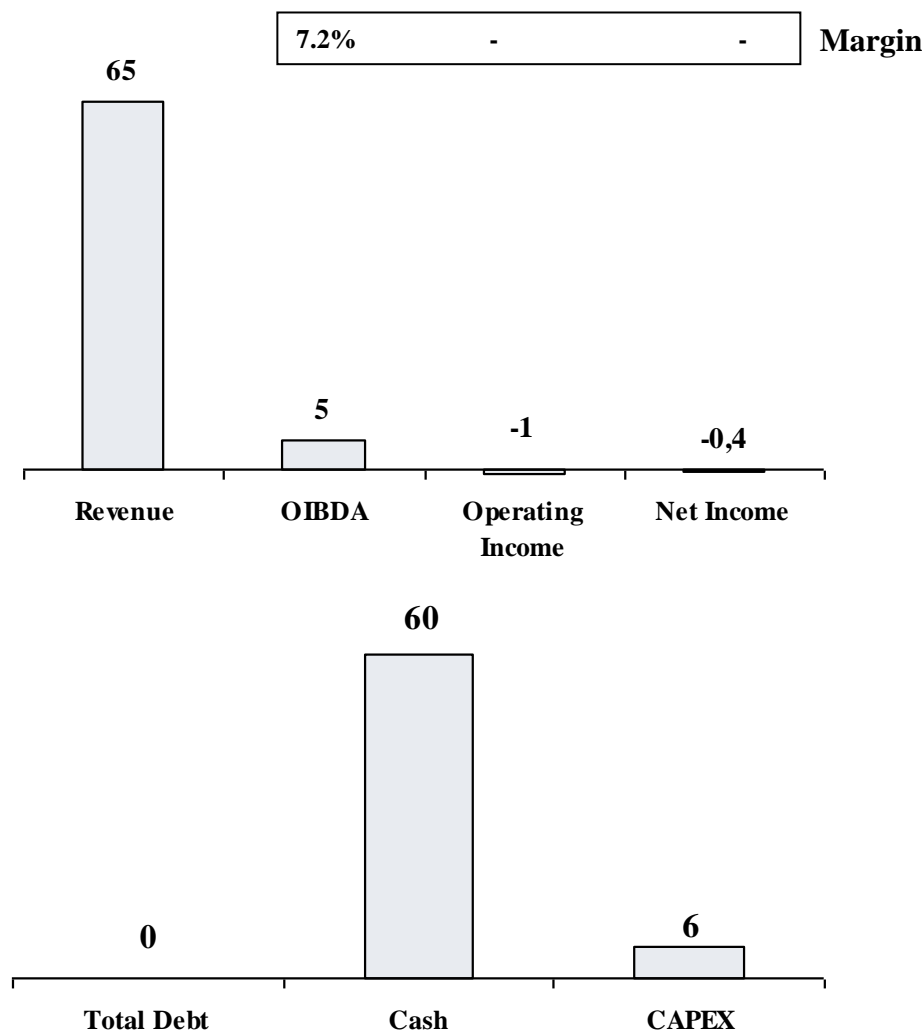 7.2% - - Margin
65
5
-1
-0,4
Revenue OIBDA Operating Income Net Income
60
0
6
Total Debt Cash CAPEX